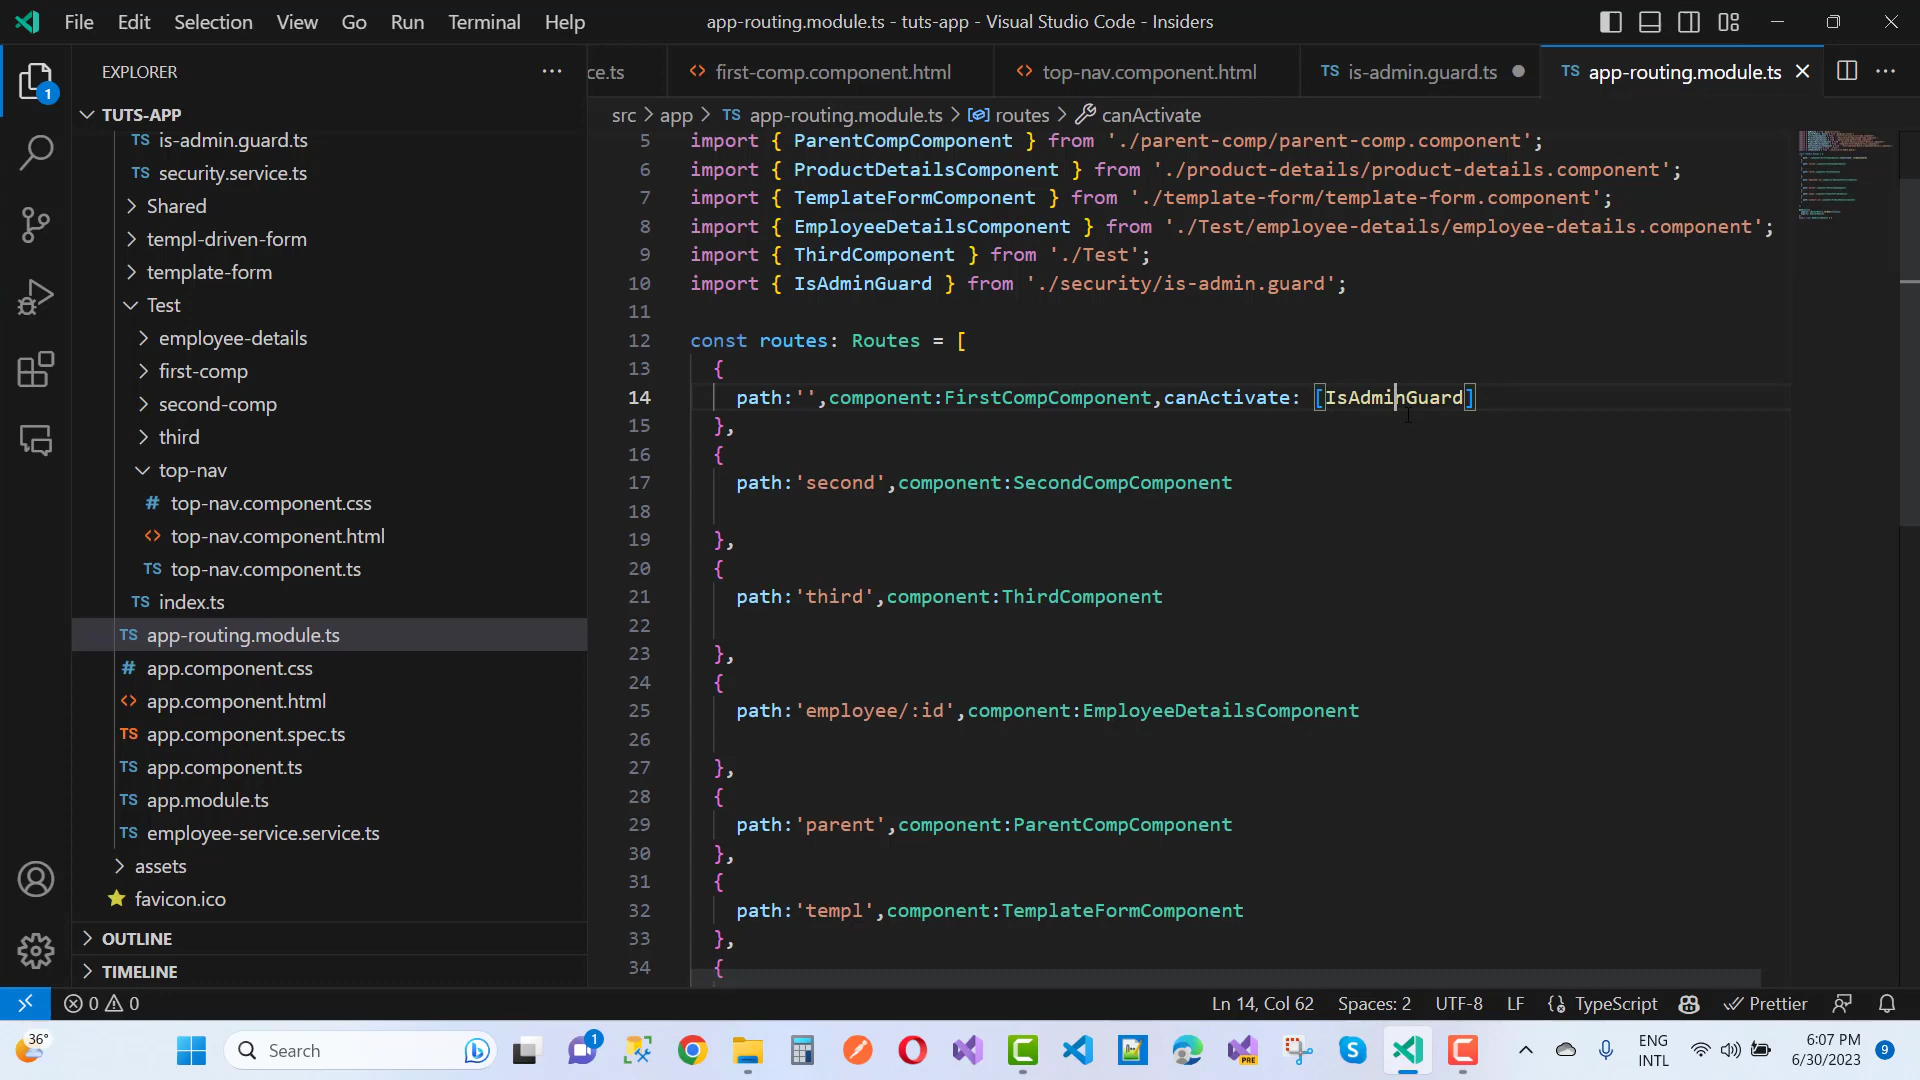 File Edit Selection View Go Run Terminal Help
app-routing.module.ts - tuts-app - Visual Studio Code - Insiders
EXPLORER
TUTS-APP
is-admin.guard.ts
security.service.ts
Shared
templ-driven-form
template-form
Test
employee-details
first-comp
second-comp
third
top-nav
top-nav.component.css
top-nav.component.html
top-nav.component.ts
index.ts
app-routing.module.ts
app.component.css
app.component.html
app.component.spec.ts
app.component.ts
app.module.ts
employee-service.service.ts
assets
favicon.ico
OUTLINE
TIMELINE
ce.ts first-comp.component.html top-nav.component.html TS is-admin.guard.ts TS app-routing.module.ts
src > app > TS app-routing.module.ts > routes > canActivate
5 import { ParentCompComponent } from './parent-comp/parent-comp.component';
6 import { ProductDetailsComponent } from './product-details/product-details.component';
7 import { TemplateFormComponent } from './template-form/template-form.component';
8 import { EmployeeDetailsComponent } from './Test/employee-details/employee-details.component';
9 import { ThirdComponent } from './Test';
10 import { IsAdminGuard } from './security/is-admin.guard';
11
12 const routes: Routes = [
13 {
14 path:'',component:FirstCompComponent,canActivate: [IsAdminGuard]
15 },
16 {
17 path:'second',component:SecondCompComponent
18
19 },
20 {
21 path:'third',component:ThirdComponent
22
23 },
24 {
25 path:'employee/:id',component:EmployeeDetailsComponent
26
27 },
28 {
29 path:'parent',component:ParentCompComponent
30 },
31 {
32 path:'templ',component:TemplateFormComponent
33 },
34 {
0 0 Ln 14, Col 62 Spaces: 2 UTF-8 LF {} TypeScript Prettier
36° Search ENG INTL 6:07 PM 6/30/2023 9